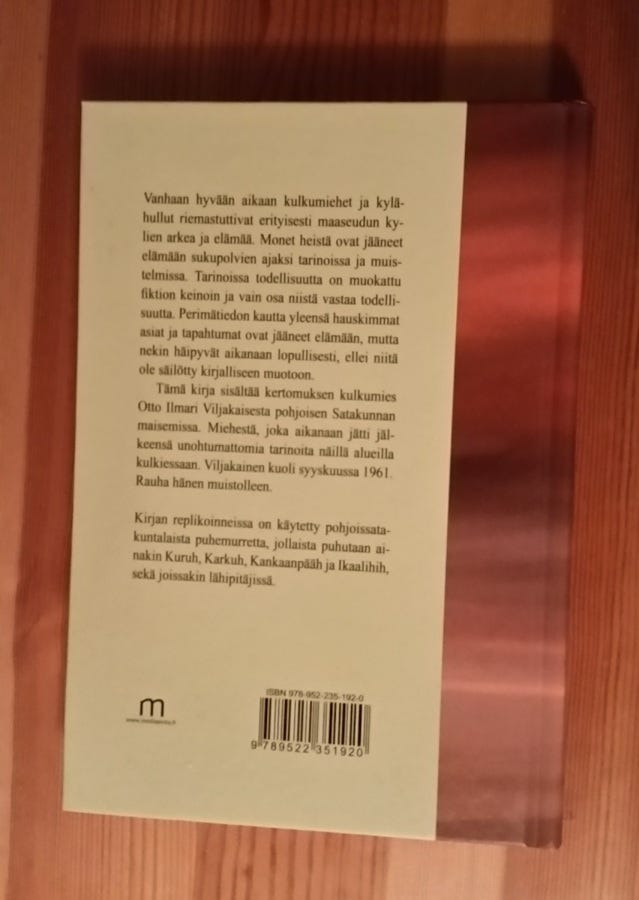 Vanhaan hyvään aikaan kulkumiehet ja kylä-
hullut riemastuttivat erityisesti maaseudun ky-
lien arkea ja elämää. Monet heistä ovat jääneet
elämään sukupolvien ajaksi tarinoissa ja muis-
telmissa. Tarinoissa todellisuutta on muokattu
fiktion keinoin ja vain osa niistä vastaa todelli-
suutta. Perimätiedon kautta yleensä hauskimmat
asiat ja tapahtumat ovat jääneet elämään, mutta
nekin häipyvät aikanaan lopullisesti, ellei niitä
ole säilötty kirjalliseen muotoon.
Tämä kirja sisältää kertomuksen kulkumies
Otto Ilmari Viljakaisesta pohjoisen Satakunnan
maisemissa. Miehestä, joka aikanaan jätti jäl-
keensä unohtumattomia tarinoita näillä alueilla
kulkiessaan. Viljakainen kuoli syyskuussa 1961.
Rauha hänen muistolleen.
Kirjan replikoinneissa on käytetty pohjoissata-
kuntalaista puhemurretta, jollaista puhutaan ai-
nakin Kuruh, Karkuh, Kankaanpääh ja Ikaalihih,
sekä joissakin lähipitäjissä.
m
www.mediapinta.fi
ISBN 978-952-235-192-0
9 789522 351920